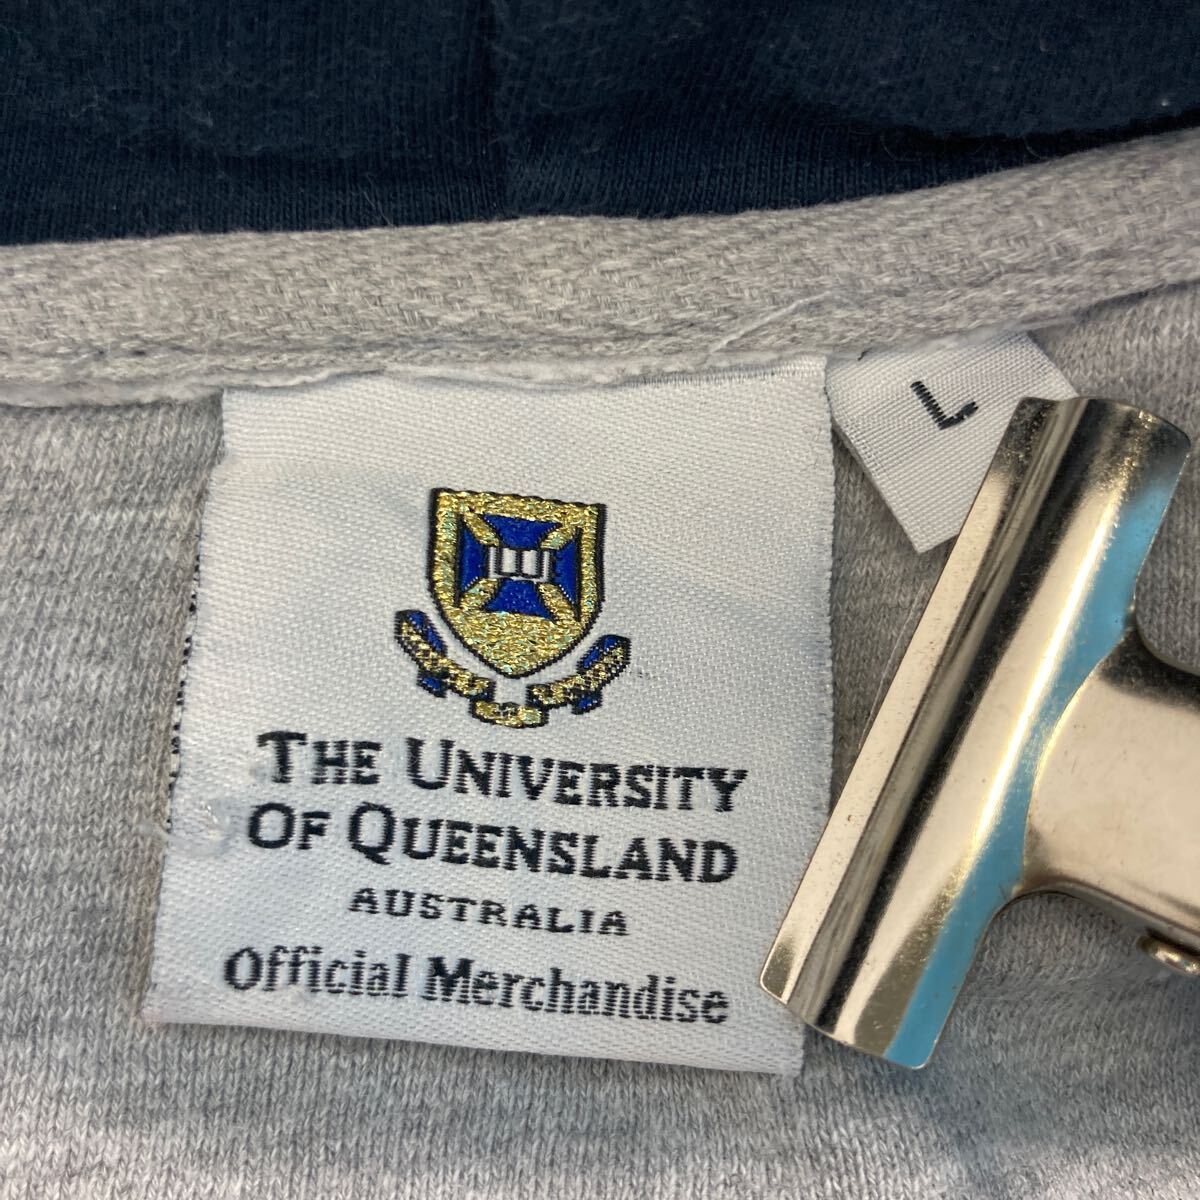 L
THE UNIVERSITY
OF QUEENSLAND
AUSTRALIA
Official Merchandise